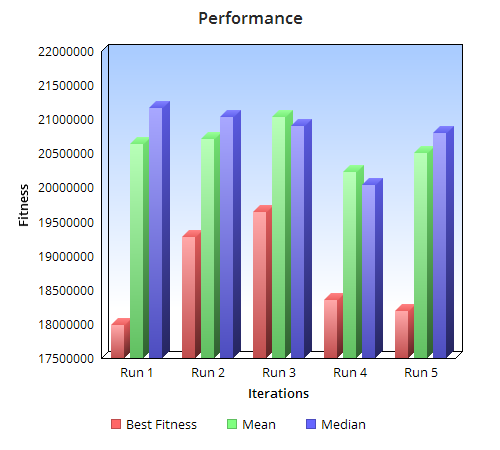 Performance
22000000
21500000
21000000
20500000
20000000
19500000
19000000
18500000
18000000
17500000
Fitness
Run 1 Run 2 Run 3 Run 4 Run 5
Iterations
Best Fitness Mean Median